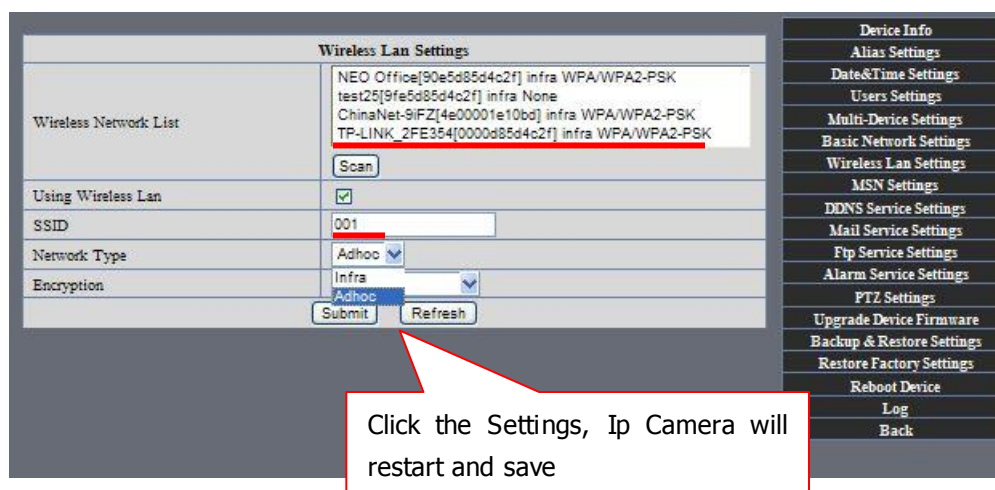 Wireless Lan Settings
Wireless Network List
NEO Office[90e5d85d4c2f] infra WPA/WPA2-PSK
test25[9fe5d85d4c2f] infra None
ChinaNet-9iFZ[4e00001e10bd] infra WPA/WPA2-PSK
TP-LINK_2FE354[0000d85d4c2f] infra WPA/WPA2-PSK
Scan
Using Wireless Lan
SSID
001
Network Type
Adhoc
Infra
Adhoc
Encryption
Submit Refresh
Click the Settings, Ip Camera will
restart and save
Device Info
Alias Settings
Date&Time Settings
Users Settings
Multi-Device Settings
Basic Network Settings
Wireless Lan Settings
MSN Settings
DDNS Service Settings
Mail Service Settings
Ftp Service Settings
Alarm Service Settings
PTZ Settings
Upgrade Device Firmware
Backup & Restore Settings
Restore Factory Settings
Reboot Device
Log
Back